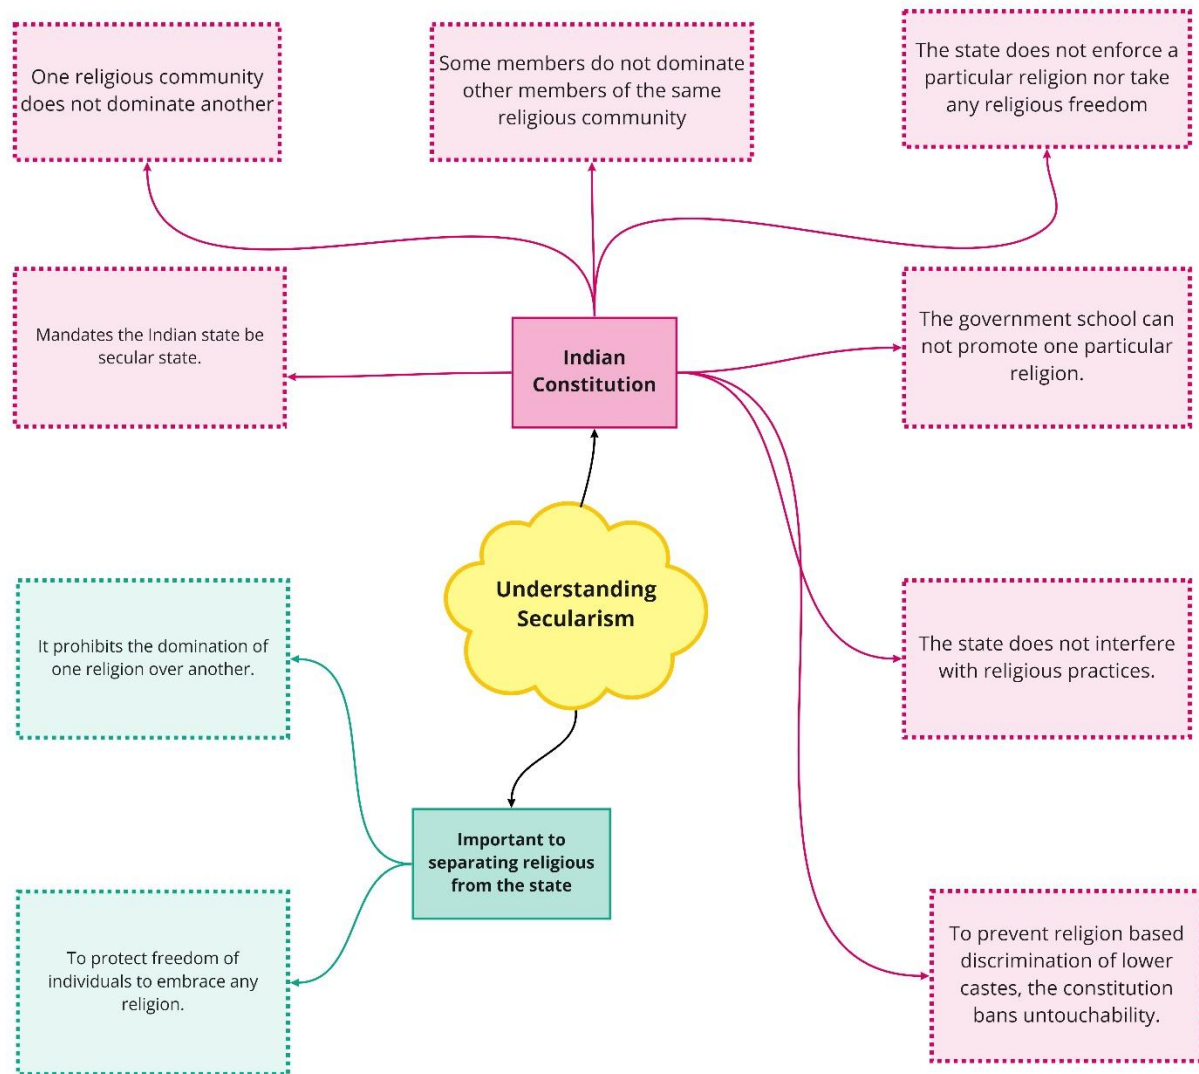 One religious community
does not dominate another
Some members do not dominate
other members of the same
religious community
The state does not enforce a
particular religion nor take
any religious freedom
Mandates the Indian state be
secular state.
Indian
Constitution
The government school can
not promote one particular
religion.
Understanding
Secularism
It prohibits the domination of
one religion over another.
The state does not interfere
with religious practices.
Important to
separating religious
from the state
To protect freedom of
individuals to embrace any
religion.
To prevent religion based
discrimination of lower
castes, the constitution
bans untouchability.